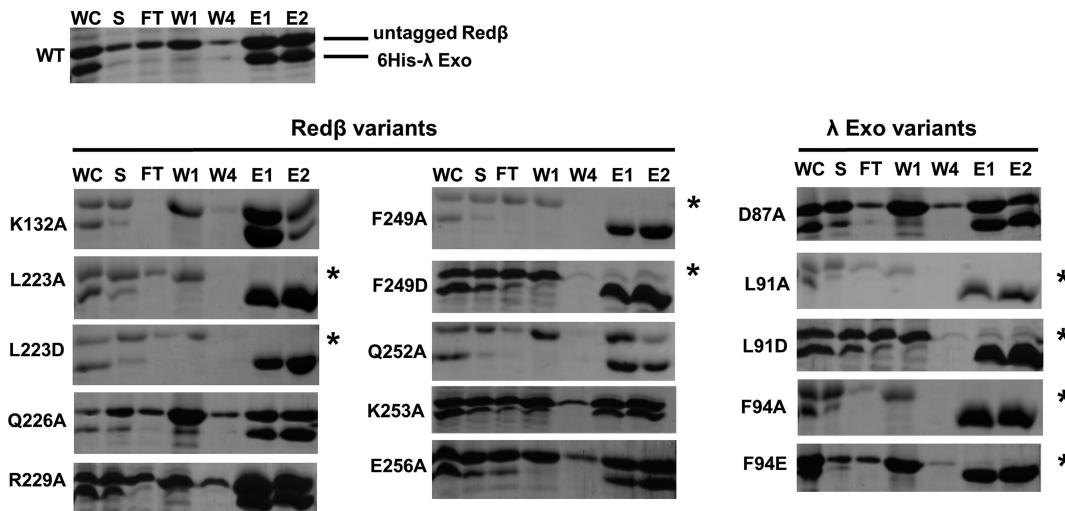 WC S FT W1 W4 E1 E2
WT
untagged Redβ
6His-λ Exo
Redβ variants
WC S FT W1 W4 E1 E2
K132A
L223A *
L223D *
Q226A
R229A
WC S FT W1 W4 E1 E2
F249A *
F249D *
Q252A
K253A
E256A
λ Exo variants
WC S FT W1 W4 E1 E2
D87A
L91A *
L91D *
F94A *
F94E *